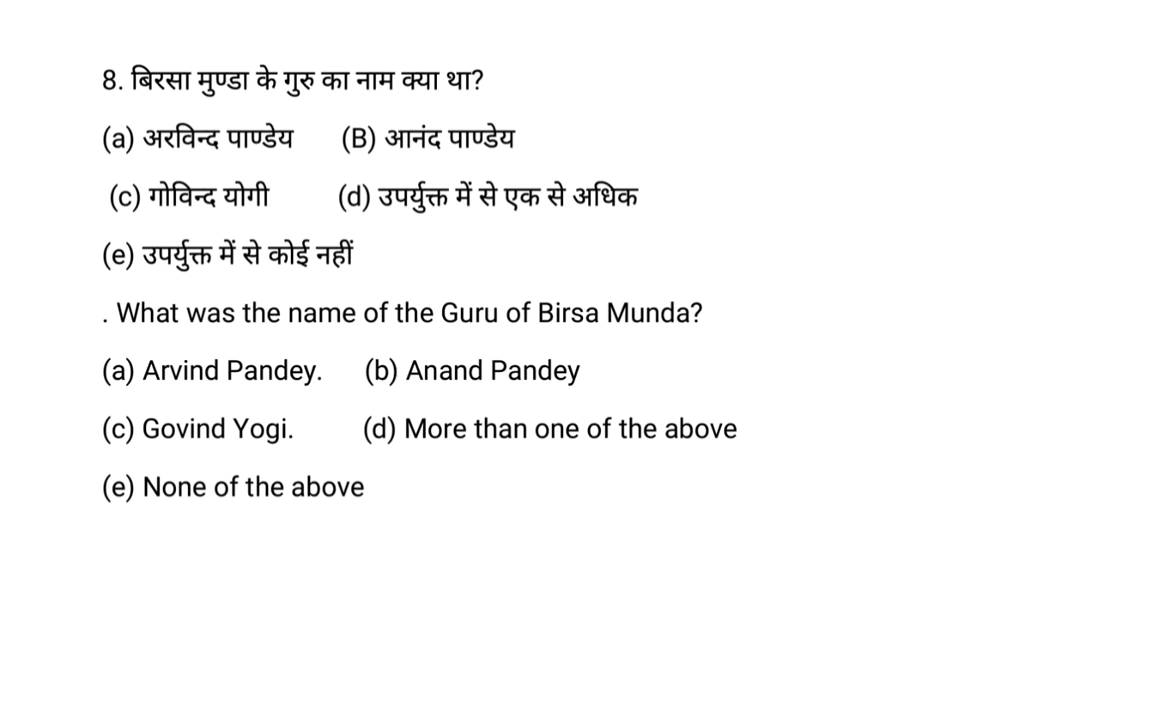 8. बिरसा मुण्डा के गुरु का नाम क्या था?
(a) अरविन्द पाण्डेय (B) आनंद पाण्डेय
(c) गोविन्द योगी (d) उपर्युक्त में से एक से अधिक
(e) उपर्युक्त में से कोई नहीं
. What was the name of the Guru of Birsa Munda?
(a) Arvind Pandey. (b) Anand Pandey
(c) Govind Yogi. (d) More than one of the above
(e) None of the above